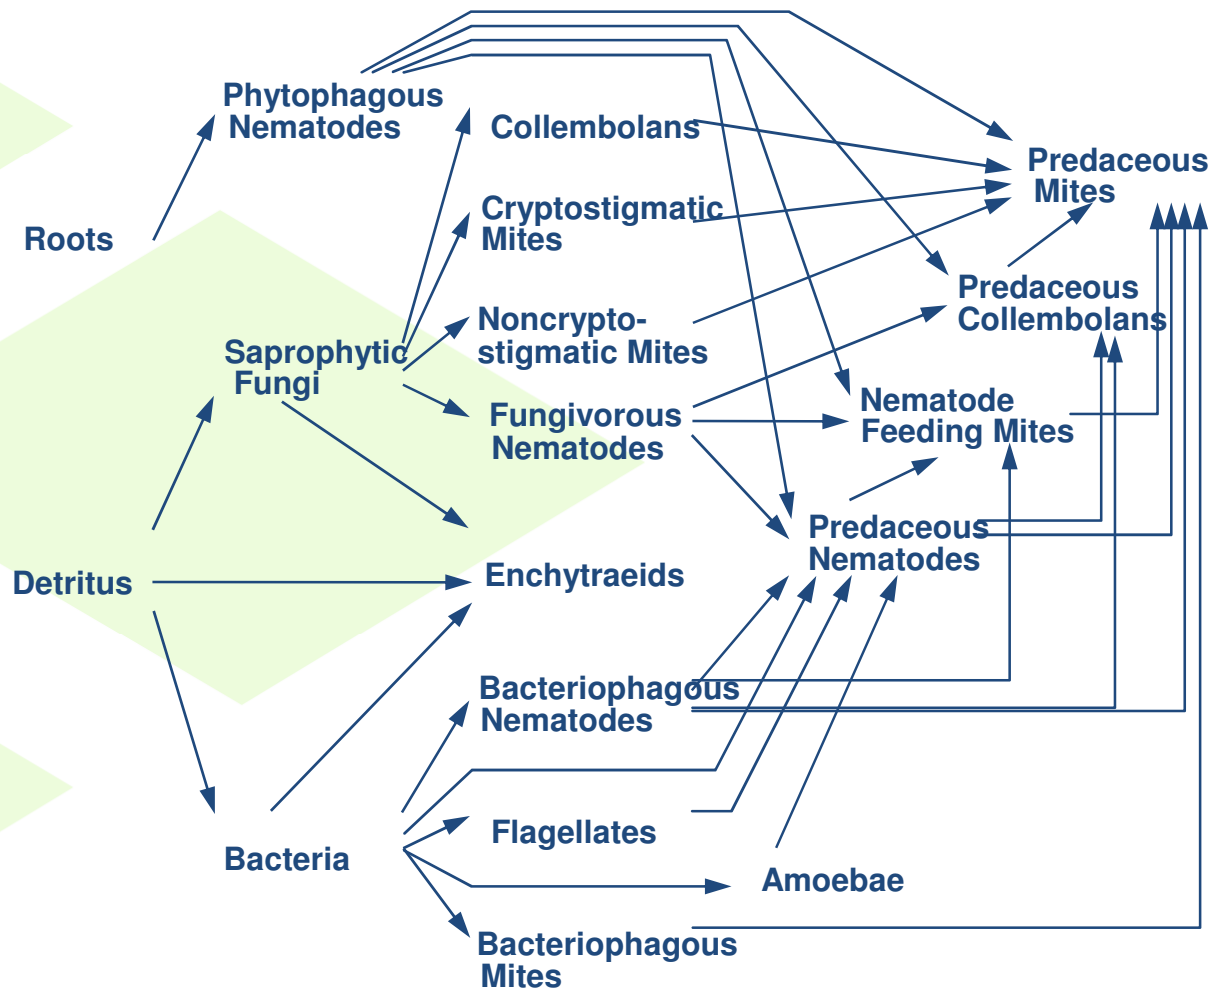 Phytophagous
Nematodes
Collembolans
Predaceous
Mites
Cryptostigmatic
Mites
Roots
Predaceous
Collembolans
Noncrypto-
stigmatic Mites
Saprophytic
Fungi
Nematode
Feeding Mites
Fungivorous
Nematodes
Predaceous
Nematodes
Enchytraeids
Detritus
Bacteriophagous
Nematodes
Flagellates
Bacteria
Amoebae
Bacteriophagous
Mites